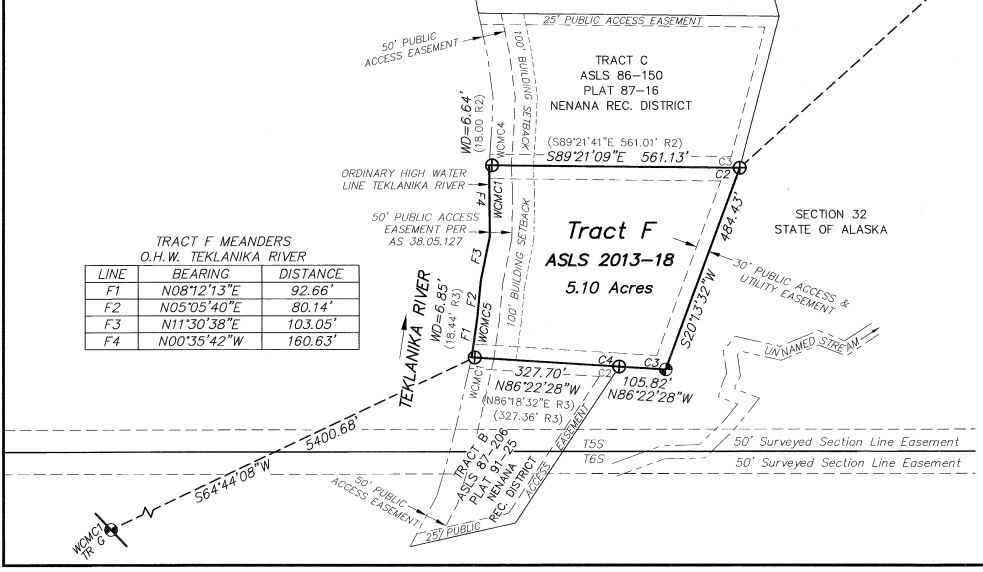 25' PUBLIC ACCESS EASEMENT
50' PUBLIC
ACCESS EASEMENT
100' BUILDING SETBACK
TRACT C
ASLS 86-150
PLAT 87-16
NENANA REC. DISTRICT
WD=6.64'
(18.00 R2)
WCMC4
(S89°21'41"E 561.01' R2)
S89°21'09"E 561.13'
C3
C2
ORDINARY HIGH WATER
LINE TEKLANIKA RIVER
F4
WCMC1
50' PUBLIC ACCESS
EASEMENT PER
AS 38.05.127
100' BUILDING SETBACK
Tract F
ASLS 2013-18
5.10 Acres
484.43'
S20°13'32"W
SECTION 32
STATE OF ALASKA
30' PUBLIC ACCESS &
UTILITY EASEMENT
UNNAMED STREAM
TRACT F MEANDERS
O.H.W. TEKLANIKA RIVER
LINE BEARING DISTANCE
F1 N08°12'13"E 92.66'
F2 N05°05'40"E 80.14'
F3 N11°30'38"E 103.05'
F4 N00°35'42"W 160.63'
TEKLANIKA RIVER
WD=6.85'
(18.44' R3)
F3
F2
F1
WCMC5
WCMC1
C4
C3
C2
327.70'
N86°22'28"W
(N86°18'32"E R3)
(327.36' R3)
105.82'
N86°22'28"W
5400.68'
S64°44'08"W
WCMC1
TR G
T5S
T6S
50' Surveyed Section Line Easement
50' Surveyed Section Line Easement
TRACT B
ASLS 87-206
PLAT 91-25
NENANA
REC. DISTRICT
50' PUBLIC
ACCESS EASEMENT
25' PUBLIC
ACCESS EASEMENT